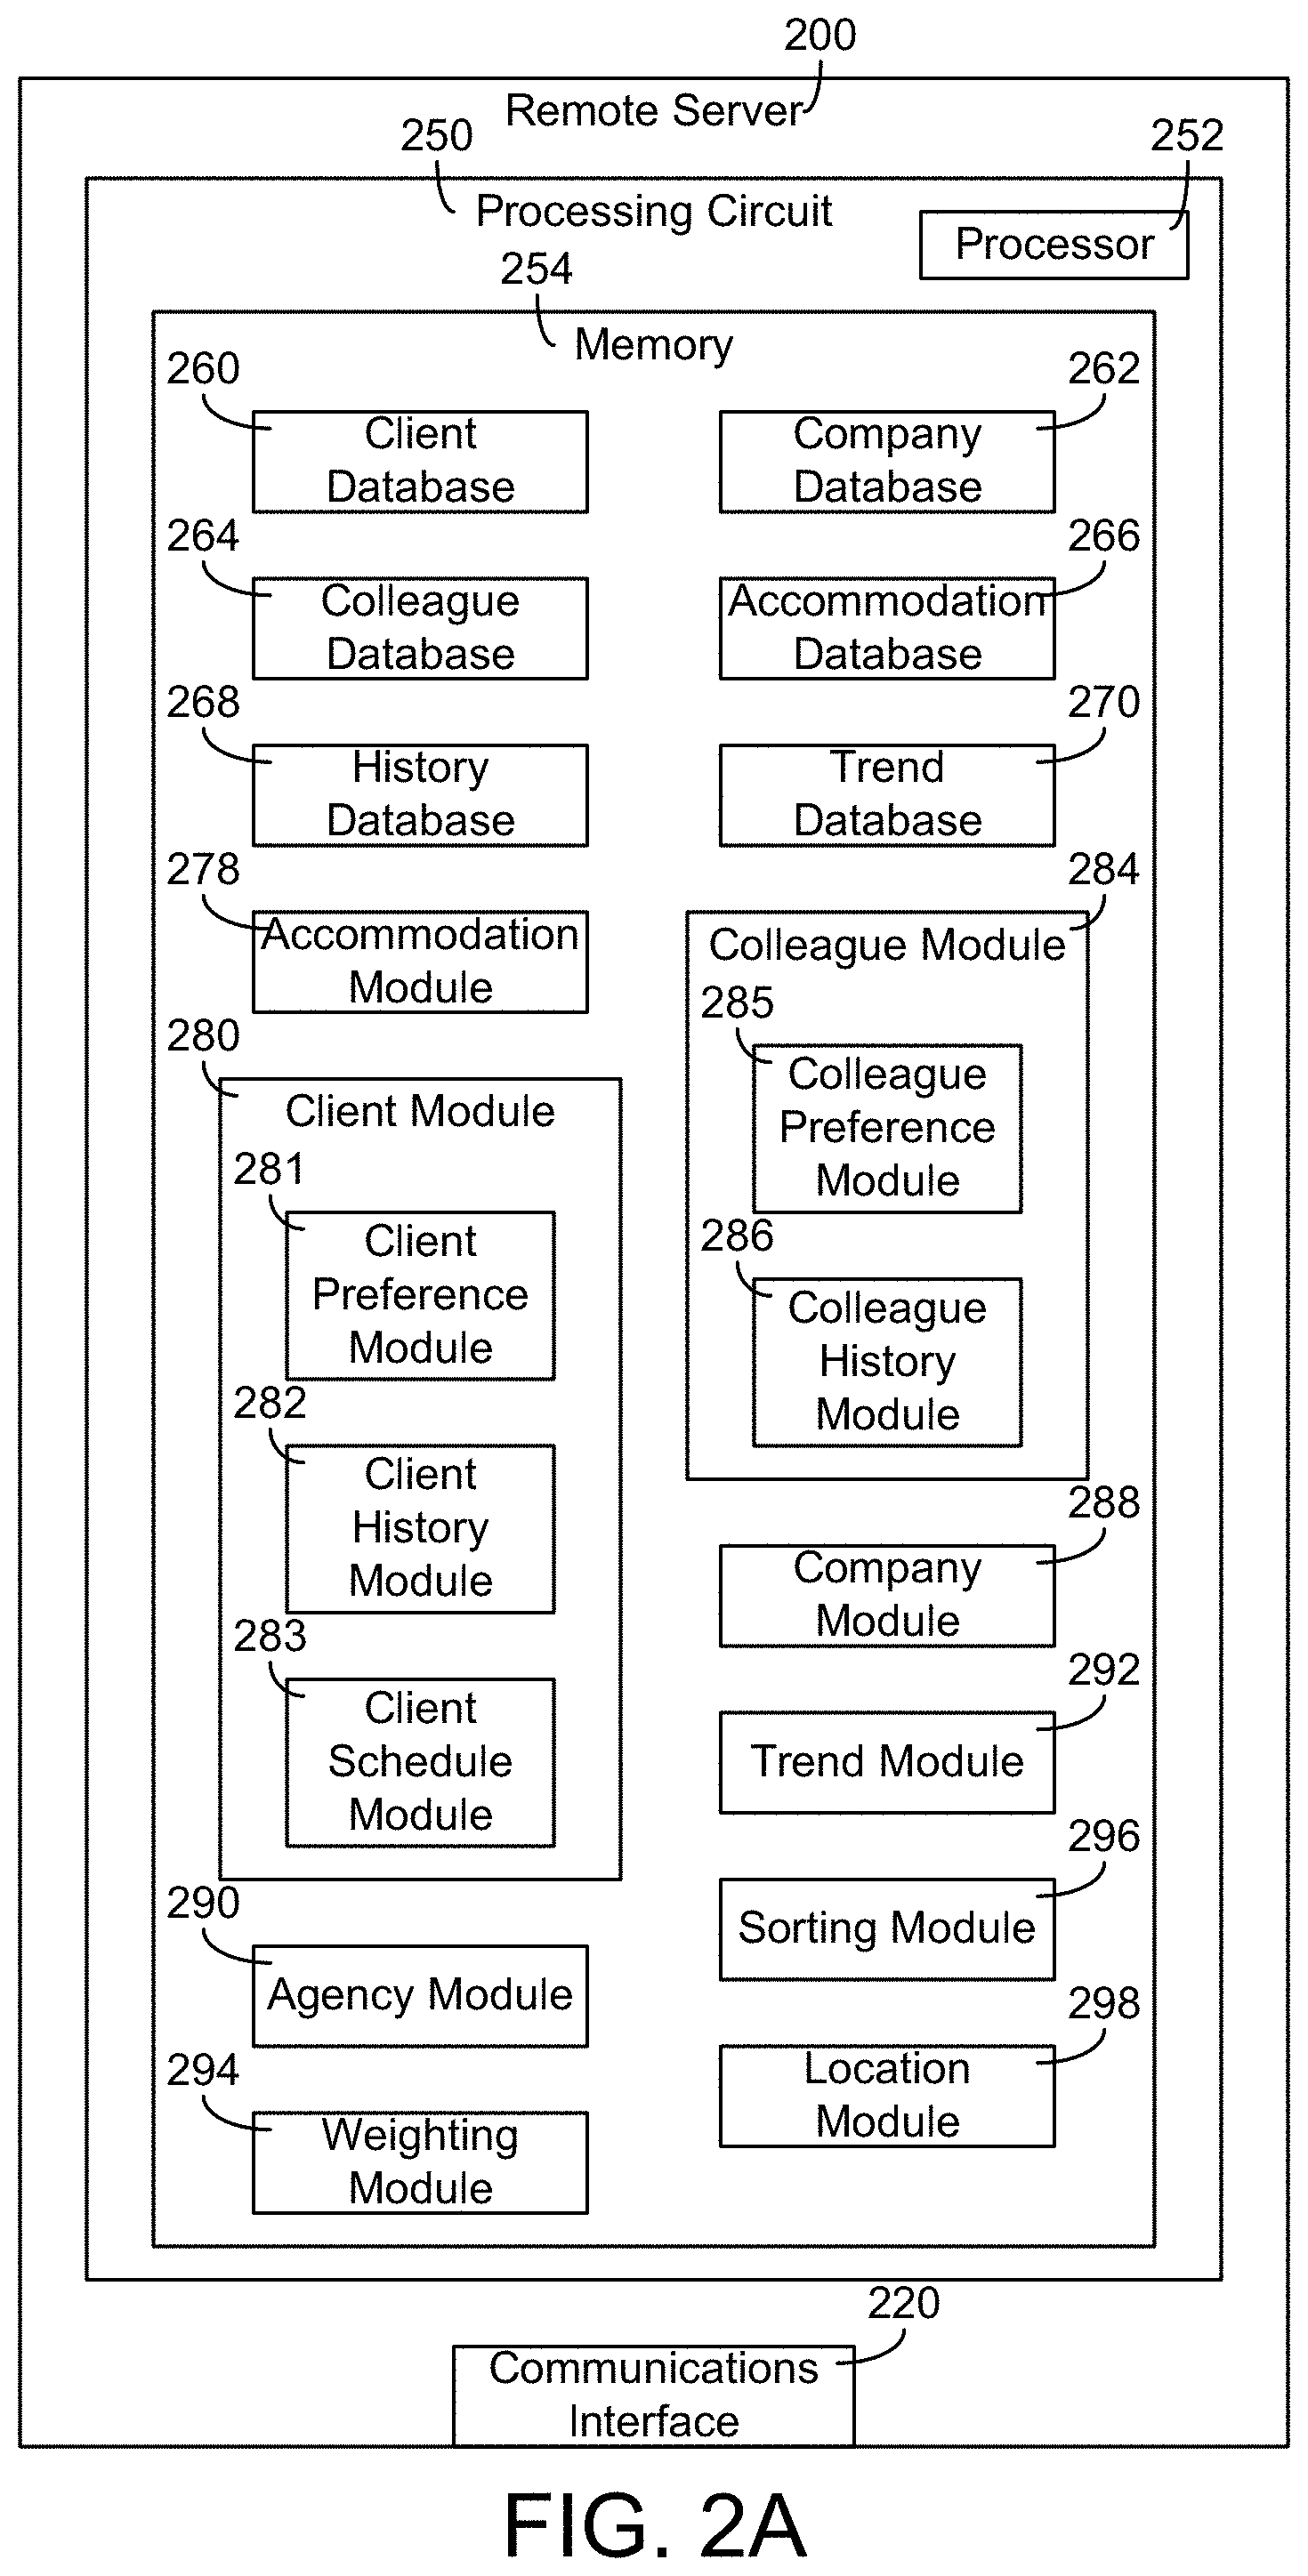 200
Remote Server
250
252
Processing Circuit
Processor
254
Memory
260
262
Client
Database
Company
Database
264
266
Colleague
Database
Accommodation
Database
268
270
History
Database
Trend
Database
278
284
Accommodation
Module
Colleague Module
285
Colleague
Preference
Module
286
Colleague
History
Module
280
Client Module
281
Client
Preference
Module
282
Client
History
Module
283
Client
Schedule
Module
288
Company
Module
292
Trend Module
296
Sorting Module
290
Agency Module
298
Location
Module
294
Weighting
Module
220
Communications
Interface
FIG. 2A